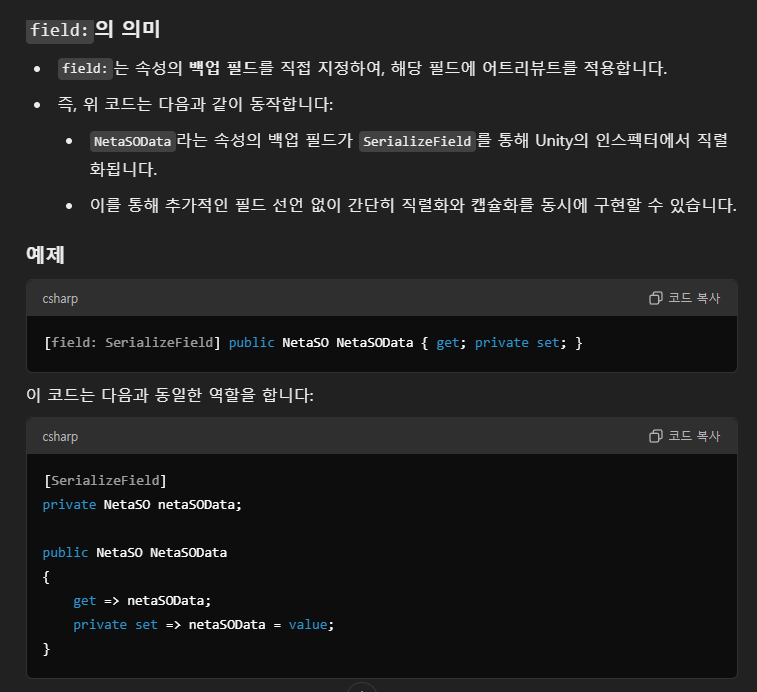 field:의 의미
field:는 속성의 백업 필드를 직접 지정하여, 해당 필드에 어트리뷰트를 적용합니다.
즉, 위 코드는 다음과 같이 동작합니다:
NetaSOData라는 속성의 백업 필드가 SerializeField를 통해 Unity의 인스펙터에서 직렬
화됩니다.
이를 통해 추가적인 필드 선언 없이 간단히 직렬화와 캡슐화를 동시에 구현할 수 있습니다.
예제
csharp 코드 복사
[field: SerializeField] public NetaSO NetaSOData { get; private set; }
이 코드는 다음과 동일한 역할을 합니다:
csharp 코드 복사
[SerializeField]
private NetaSO netaSOData;
public NetaSO NetaSOData
{
get => netaSOData;
private set => netaSOData = value;
}